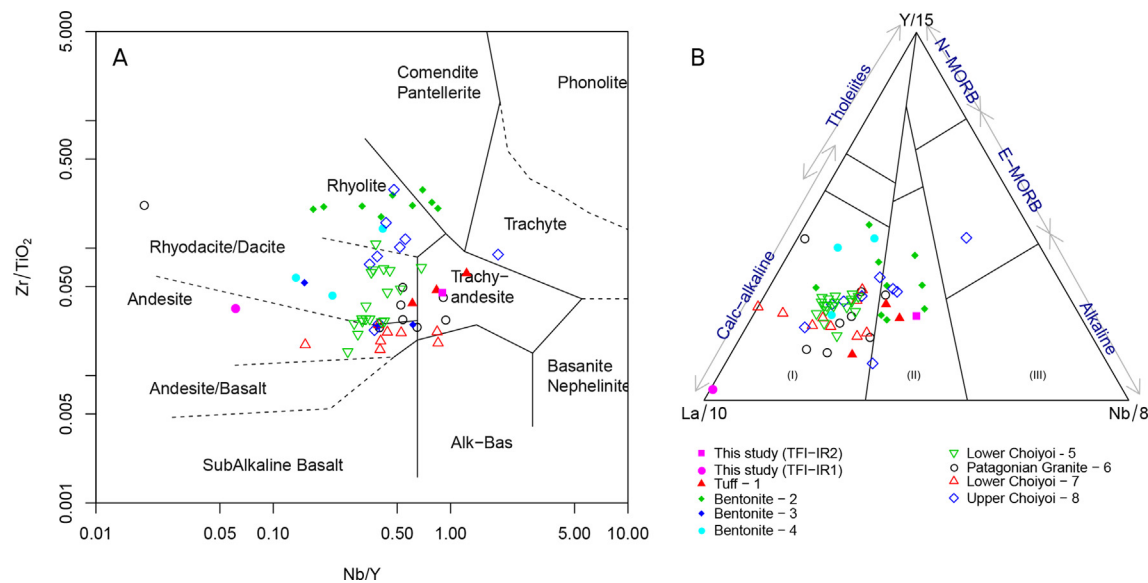 A
5.000
0.500
0.050
0.005
0.001
Zr/TiO2
0.01
0.10
0.50
1.00
5.00
10.00
Nb/Y
Comendite
Pantellerite
Phonolite
Rhyolite
Trachyte
Rhyodacite/Dacite
Andesite
Trachy-
andesite
Andesite/Basalt
Basanite
Nephelinite
Alk-Bas
SubAlkaline Basalt
B
Y/15
Tholeiites
N-MORB
E-MORB
Calc-alkaline
Alkaline
(I)
(II)
(III)
La/10
Nb/8
This study (TFI-IR2)
This study (TFI-IR1)
Tuff - 1
Bentonite - 2
Bentonite - 3
Bentonite - 4
Lower Choiyoi - 5
Patagonian Granite - 6
Lower Choiyoi - 7
Upper Choiyoi - 8